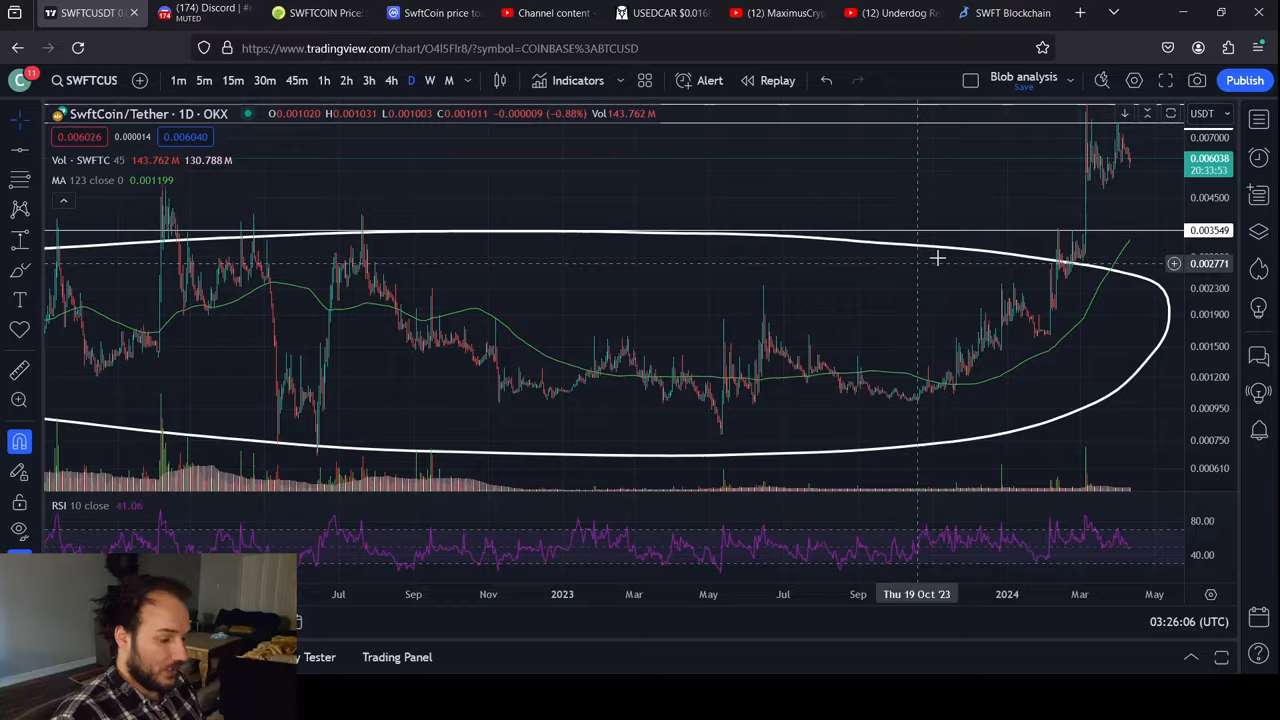 SWFTCUSDT 0.0
(174) Discord | #
MUTED
SWFTCOIN Price:
SwftCoin price to
Channel content -
USEDCAR $0.016
(12) MaximusCryp
(12) Underdog Re
SWFT Blockchain
https://www.tradingview.com/chart/O4l5Flr8/?symbol=COINBASE%3ABTCUSD
C
11
SWFTCUS
1m 5m 15m 30m 45m 1h 2h 3h 4h D W M
Indicators
Alert
Replay
Blob analysis
Save
Publish
SwftCoin/Tether · 1D · OKX
O0.001020 H0.001031 L0.001003 C0.001011 −0.000009 (−0.88%) Vol143.762 M
USDT
0.006026 0.000014 0.006040
Vol · SWFTC 45 143.762 M 130.788 M
MA 123 close 0 0.001199
0.007000
0.006038
20:33:53
0.004500
0.003549
0.002771
0.002300
0.001900
0.001500
0.001200
0.000950
0.000750
0.000610
RSI 10 close 41.06
80.00
40.00
Jul Sep Nov 2023 Mar May Jul Sep Thu 19 Oct '23 2024 Mar May
03:26:06 (UTC)
y Tester
Trading Panel